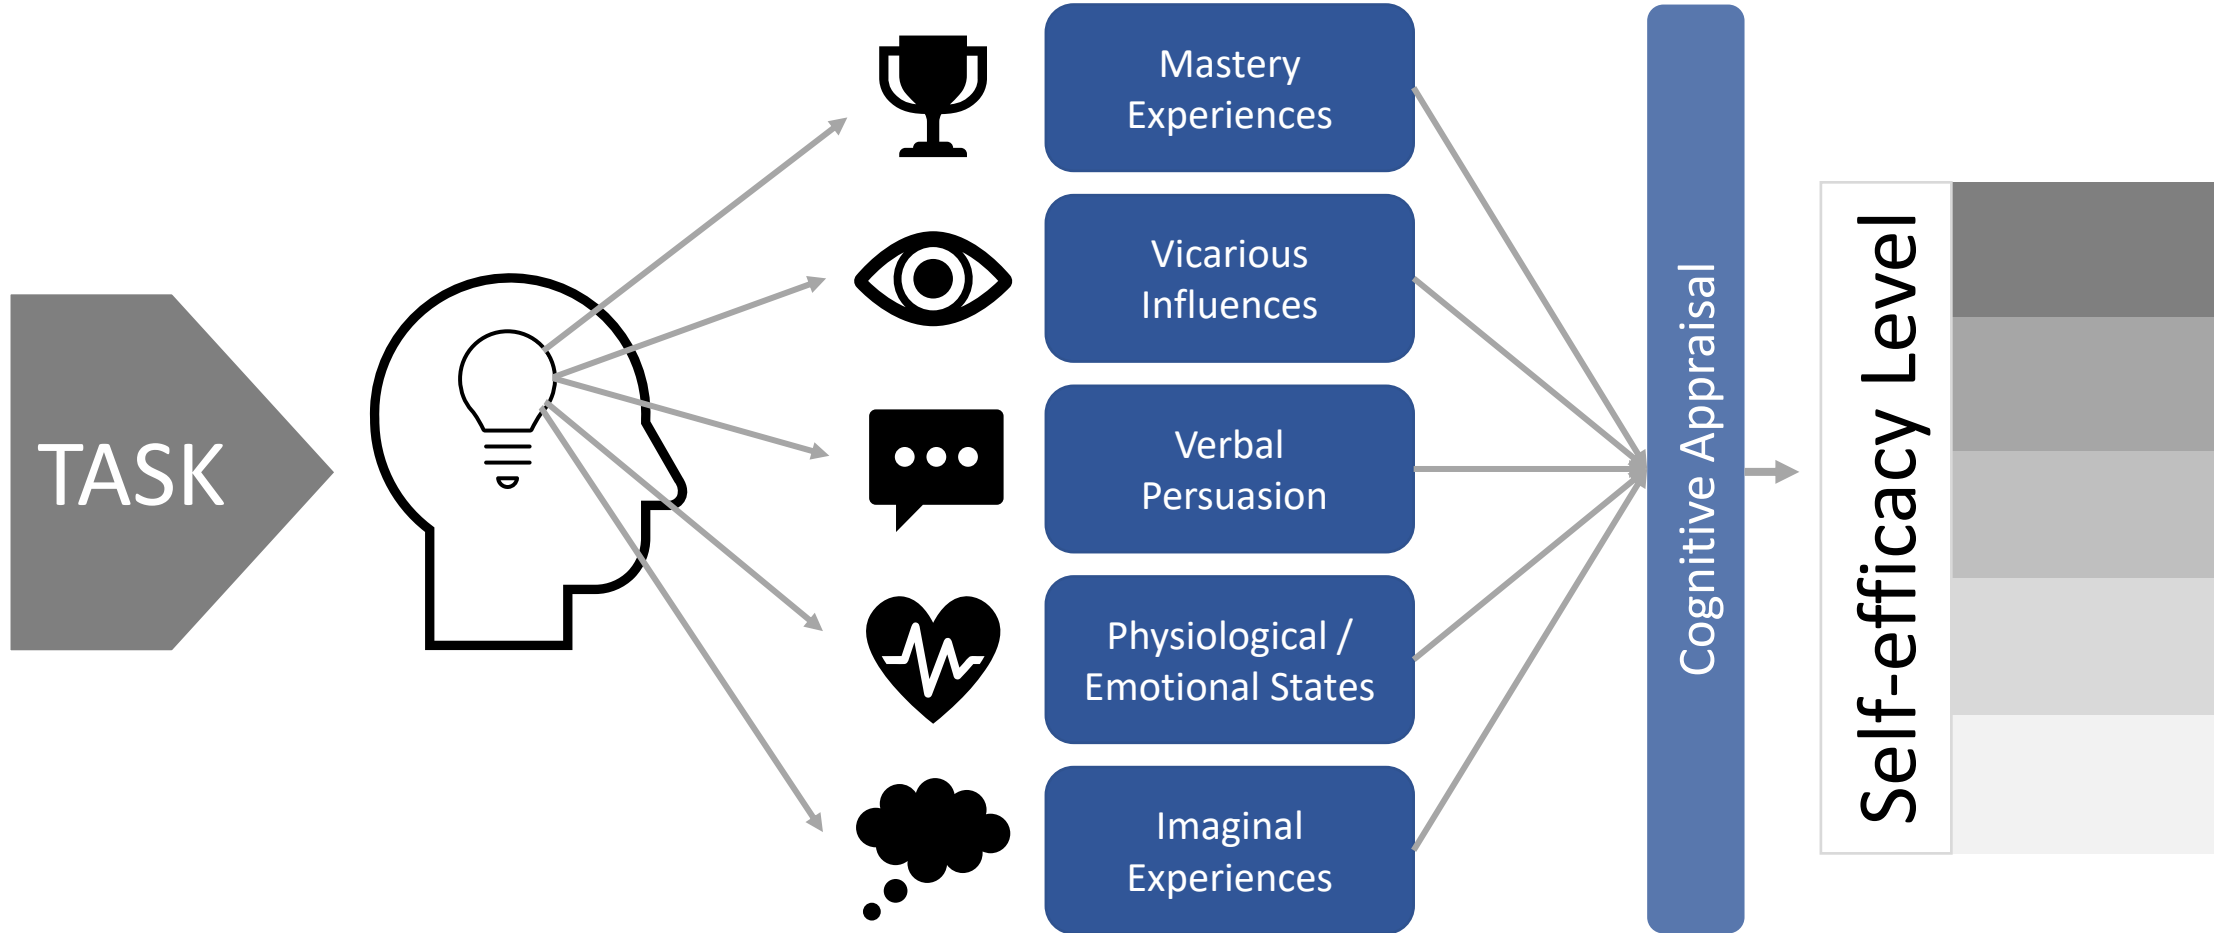 TASK
Mastery
Experiences
Vicarious
Influences
Verbal
Persuasion
Physiological /
Emotional States
Imaginal
Experiences
Cognitive Appraisal
Self-efficacy Level